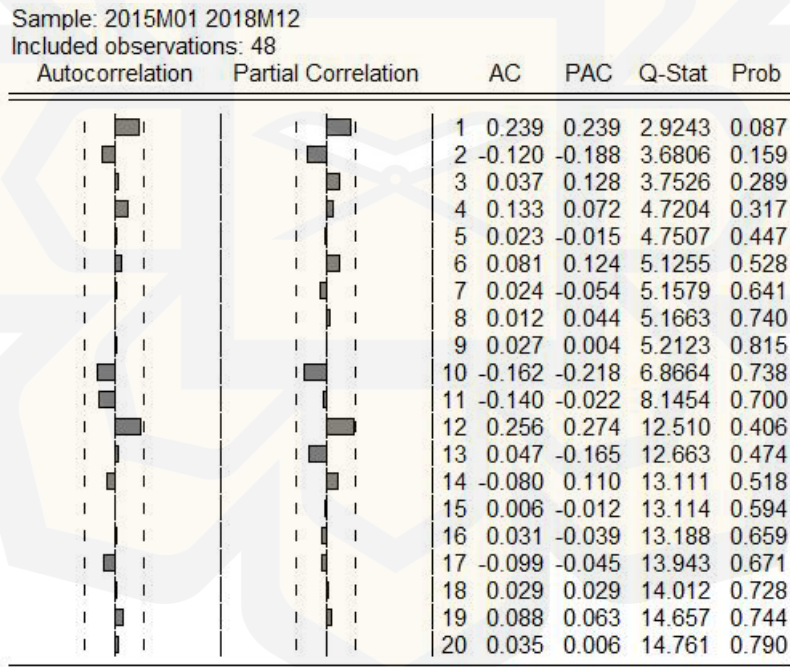 Sample: 2015M01 2018M12
Included observations: 48
Autocorrelation Partial Correlation AC PAC Q-Stat Prob
1 0.239 0.239 2.9243 0.087
2 -0.120 -0.188 3.6806 0.159
3 0.037 0.128 3.7526 0.289
4 0.133 0.072 4.7204 0.317
5 0.023 -0.015 4.7507 0.447
6 0.081 0.124 5.1255 0.528
7 0.024 -0.054 5.1579 0.641
8 0.012 0.044 5.1663 0.740
9 0.027 0.004 5.2123 0.815
10 -0.162 -0.218 6.8664 0.738
11 -0.140 -0.022 8.1454 0.700
12 0.256 0.274 12.510 0.406
13 0.047 -0.165 12.663 0.474
14 -0.080 0.110 13.111 0.518
15 0.006 -0.012 13.114 0.594
16 0.031 -0.039 13.188 0.659
17 -0.099 -0.045 13.943 0.671
18 0.029 0.029 14.012 0.728
19 0.088 0.063 14.657 0.744
20 0.035 0.006 14.761 0.790